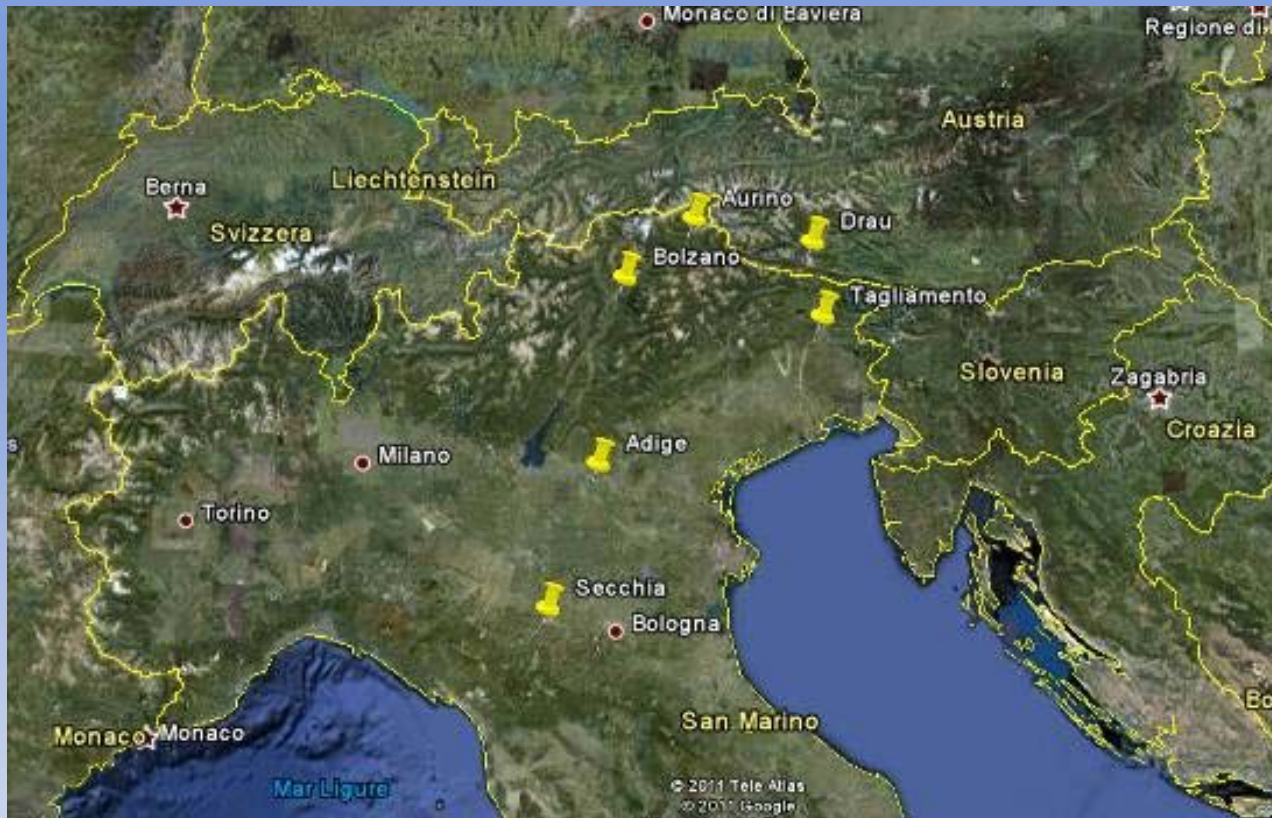 Monaco di Baviera
Regione di
Austria
Berna
Liechtenstein
Aurino
Svizzera
Drau
Bolzano
Tagliamento
Slovenia
Zagabria
Croazia
s
Adige
Milano
Torino
Secchia
Bologna
San Marino
Bo
Monaco
Monaco
Mar Ligure
© 2011 Tele Atlas
© 2011 Google